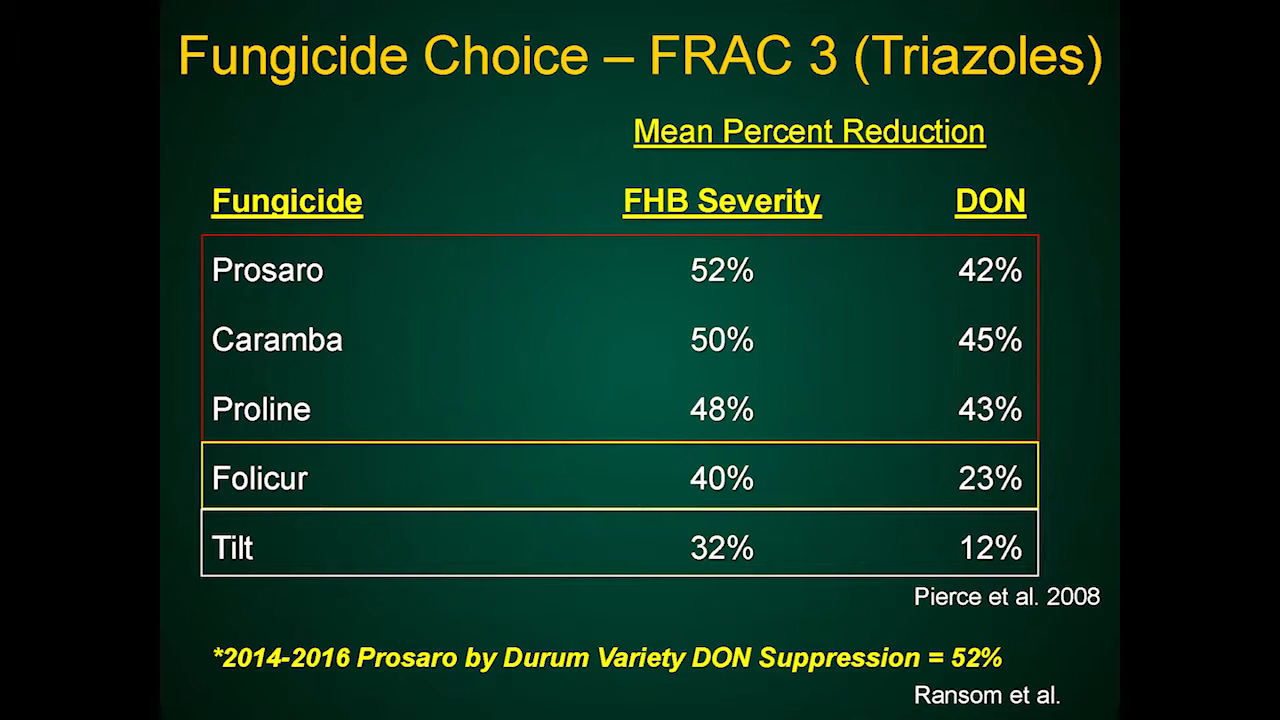 Fungicide Choice – FRAC 3 (Triazoles)
Mean Percent Reduction
Fungicide FHB Severity DON
Prosaro 52% 42%
Caramba 50% 45%
Proline 48% 43%
Folicur 40% 23%
Tilt 32% 12%
Pierce et al. 2008
*2014-2016 Prosaro by Durum Variety DON Suppression = 52%
Ransom et al.